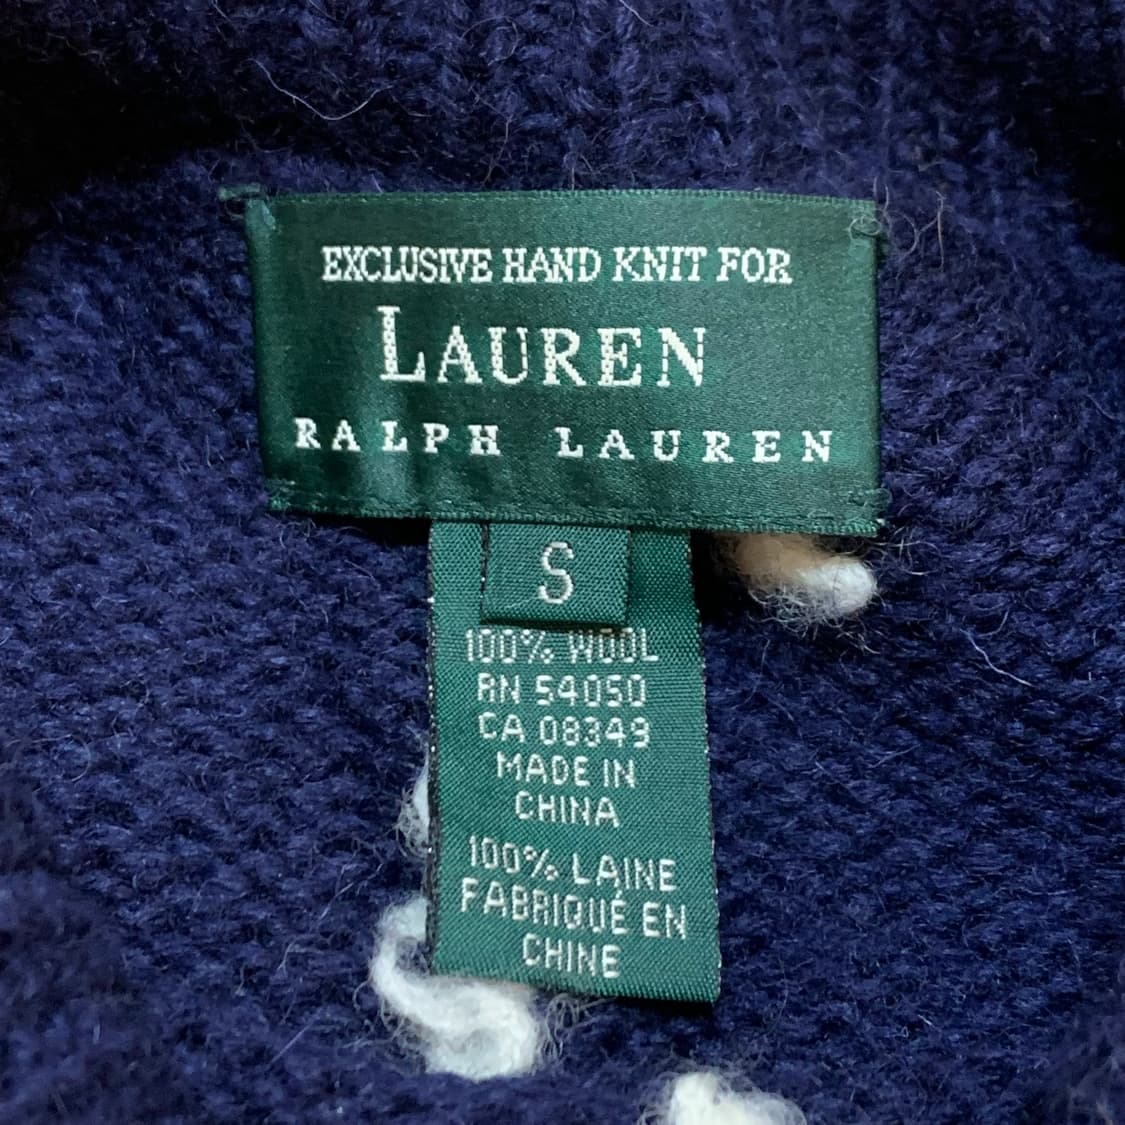 EXCLUSIVE HAND KNIT FOR
LAUREN
RALPH LAUREN
S
100% WOOL
RN 54050
CA 08349
MADE IN
CHINA
100% LAINE
FABRIQUÉ EN
CHINE